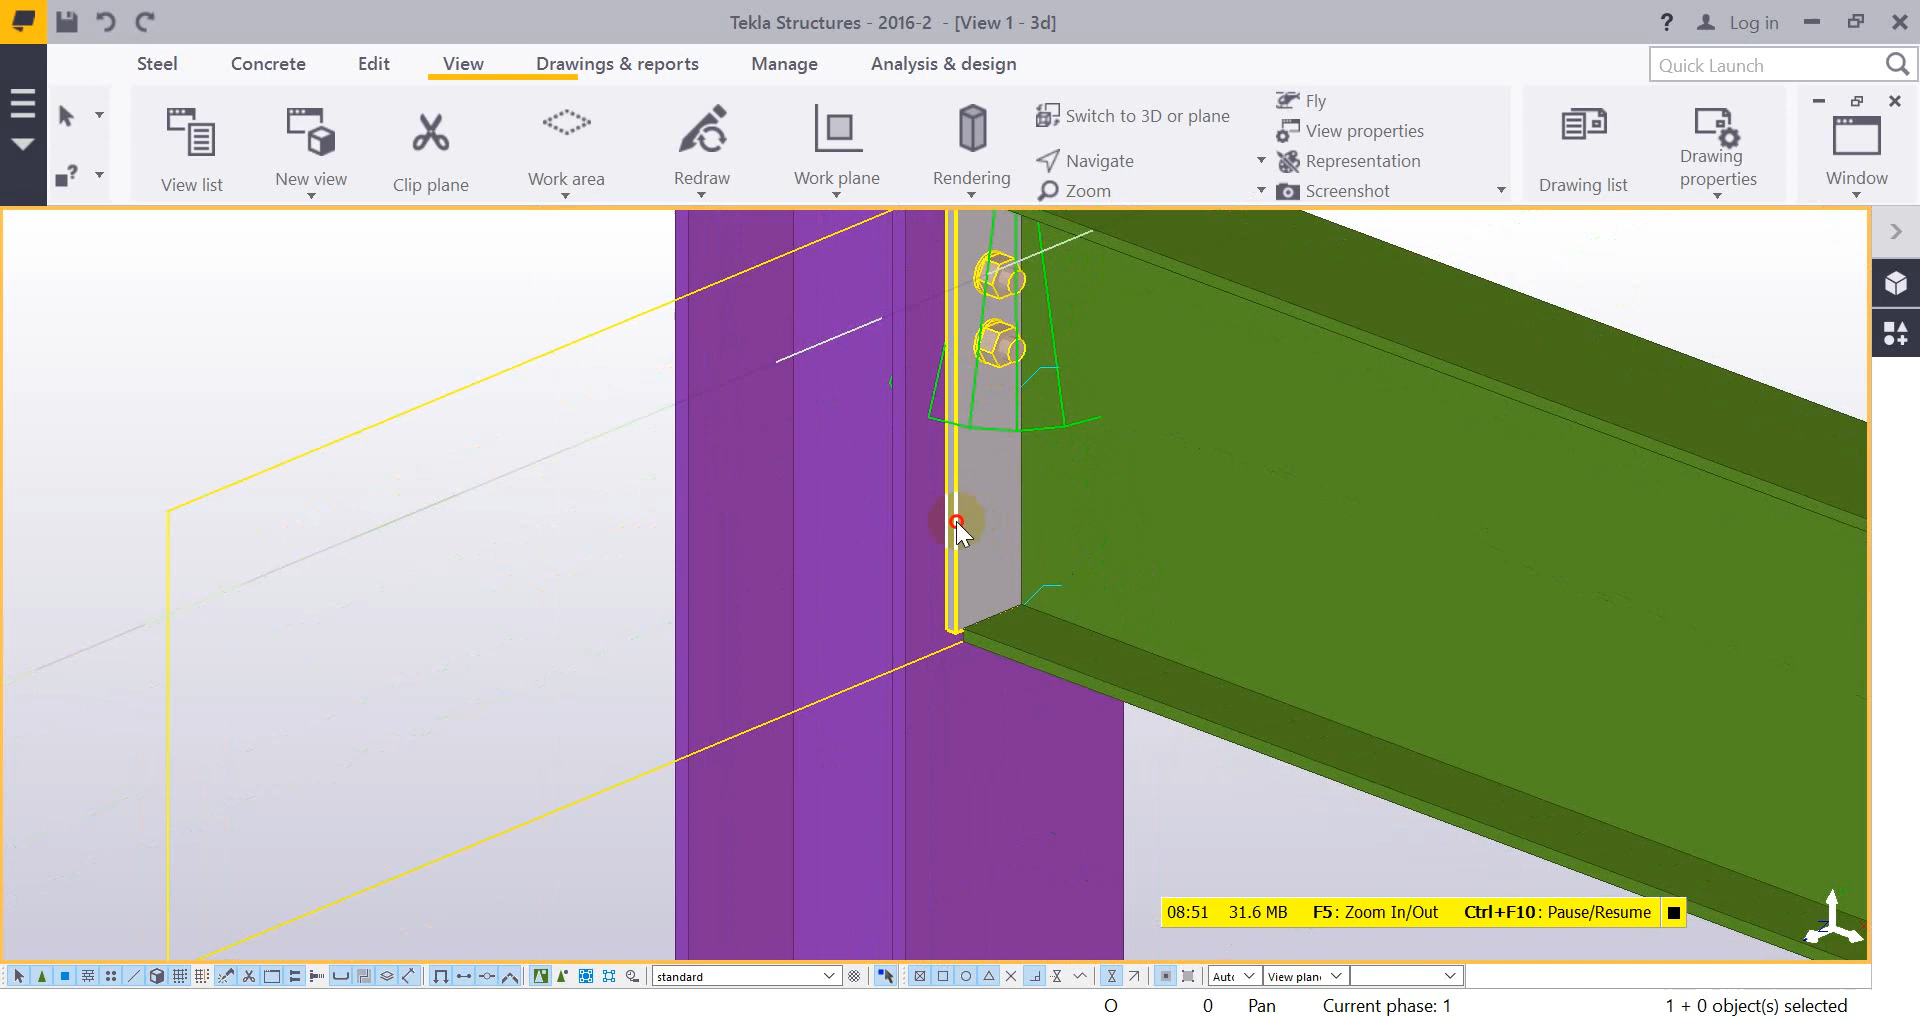 Tekla Structures - 2016-2 - [View 1 - 3d]
? Log in
Steel Concrete Edit View Drawings & reports Manage Analysis & design
Quick Launch
View list
New view
Clip plane
Work area
Redraw
Work plane
Rendering
Switch to 3D or plane
Navigate
Zoom
Fly
View properties
Representation
Screenshot
Drawing list
Drawing properties
Window
08:51 31.6 MB F5: Zoom In/Out Ctrl+F10: Pause/Resume
standard
Aut
View plan
O 0 Pan Current phase: 1 1 + 0 object(s) selected